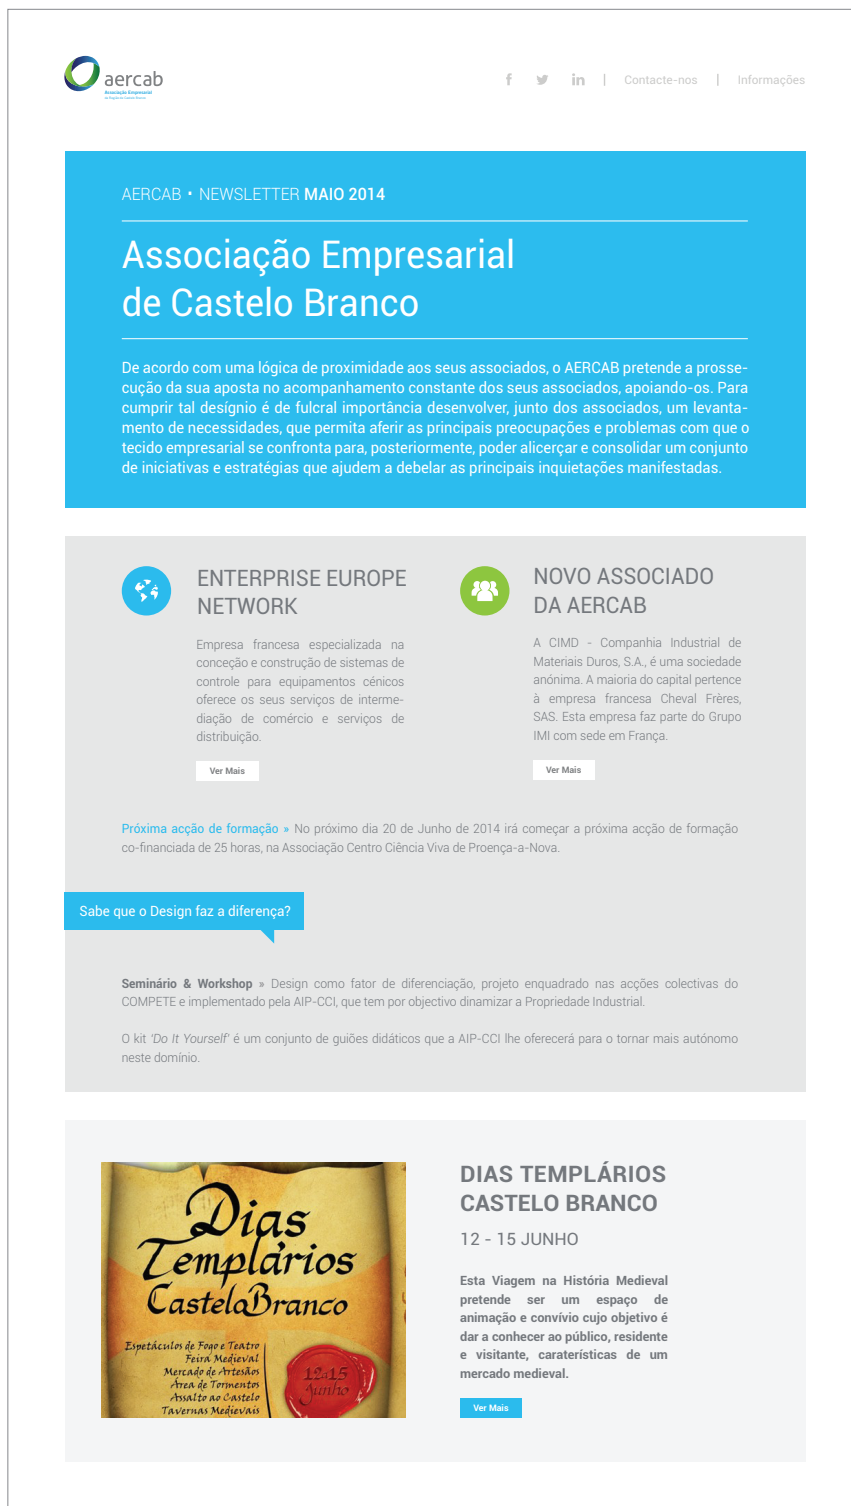 aercab
Associação Empresarial
da Região de Castelo Branco
f in | Contacte-nos | Informações
AERCAB • NEWSLETTER MAIO 2014
Associação Empresarial
de Castelo Branco
De acordo com uma lógica de proximidade aos seus associados, o AERCAB pretende a prosse-
cução da sua aposta no acompanhamento constante dos seus associados, apoiando-os. Para
cumprir tal desígnio é de fulcral importância desenvolver, junto dos associados, um levanta-
mento de necessidades, que permita aferir as principais preocupações e problemas com que o
tecido empresarial se confronta para, posteriormente, poder alicerçar e consolidar um conjunto
de iniciativas e estratégias que ajudem a debelar as principais inquietações manifestadas.
ENTERPRISE EUROPE
NETWORK
Empresa francesa especializada na
conceção e construção de sistemas de
controle para equipamentos cénicos
oferece os seus serviços de interme-
diação de comércio e serviços de
distribuição.
Ver Mais
NOVO ASSOCIADO
DA AERCAB
A CIMD - Companhia Industrial de
Materiais Duros, S.A., é uma sociedade
anónima. A maioria do capital pertence
à empresa francesa Cheval Frères,
SAS. Esta empresa faz parte do Grupo
IMI com sede em França.
Ver Mais
Próxima acção de formação » No próximo dia 20 de Junho de 2014 irá começar a próxima acção de formação
co-financiada de 25 horas, na Associação Centro Ciência Viva de Proença-a-Nova.
Sabe que o Design faz a diferença?
Seminário & Workshop » Design como fator de diferenciação, projeto enquadrado nas acções colectivas do
COMPETE e implementado pela AIP-CCI, que tem por objectivo dinamizar a Propriedade Industrial.
O kit 'Do It Yourself' é um conjunto de guiões didáticos que a AIP-CCI lhe oferecerá para o tornar mais autónomo
neste domínio.
Dias
Templários
Castelo Branco
Espetáculos de Fogo e Teatro
Feira Medieval
Mercado de Artesãos
Área de Tormentos
Assalto ao Castelo
Tavernas Medievais
12a15
Junho
DIAS TEMPLÁRIOS
CASTELO BRANCO
12 - 15 JUNHO
Esta Viagem na História Medieval
pretende ser um espaço de
animação e convívio cujo objetivo é
dar a conhecer ao público, residente
e visitante, caraterísticas de um
mercado medieval.
Ver Mais